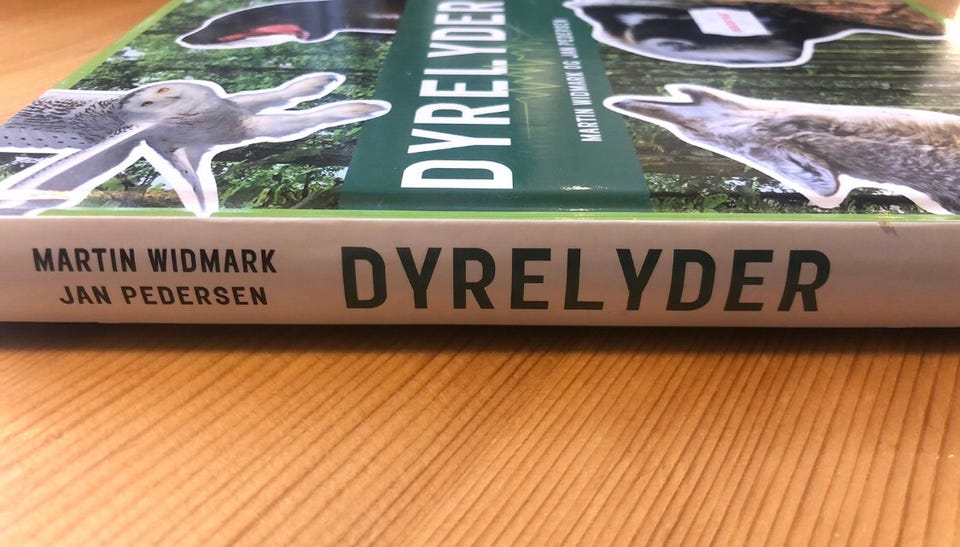 DYRELYDER
MARTIN WIDMARK OG JAN PEDERSEN
MARTIN WIDMARK
JAN PEDERSEN
DYRELYDER